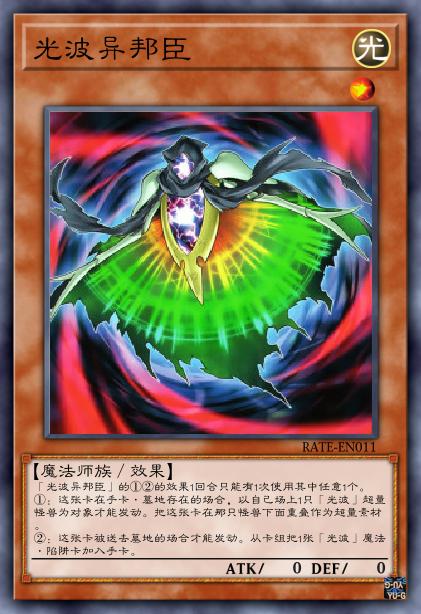 光波异邦臣
光
RATE-EN011
【魔法师族／效果】
「光波异邦臣」的①②的效果1回合只能有1次使用其中任意1个。
①：这张卡在手卡・墓地存在的场合，以自己场上1只「光波」超量
怪兽为对象才能发动。把这张卡在那只怪兽下面重叠作为超量素材
。
②：这张卡被送去墓地的场合才能发动。从卡组把1张「光波」魔法
・陷阱卡加入手卡。
ATK/ 0 DEF/ 0